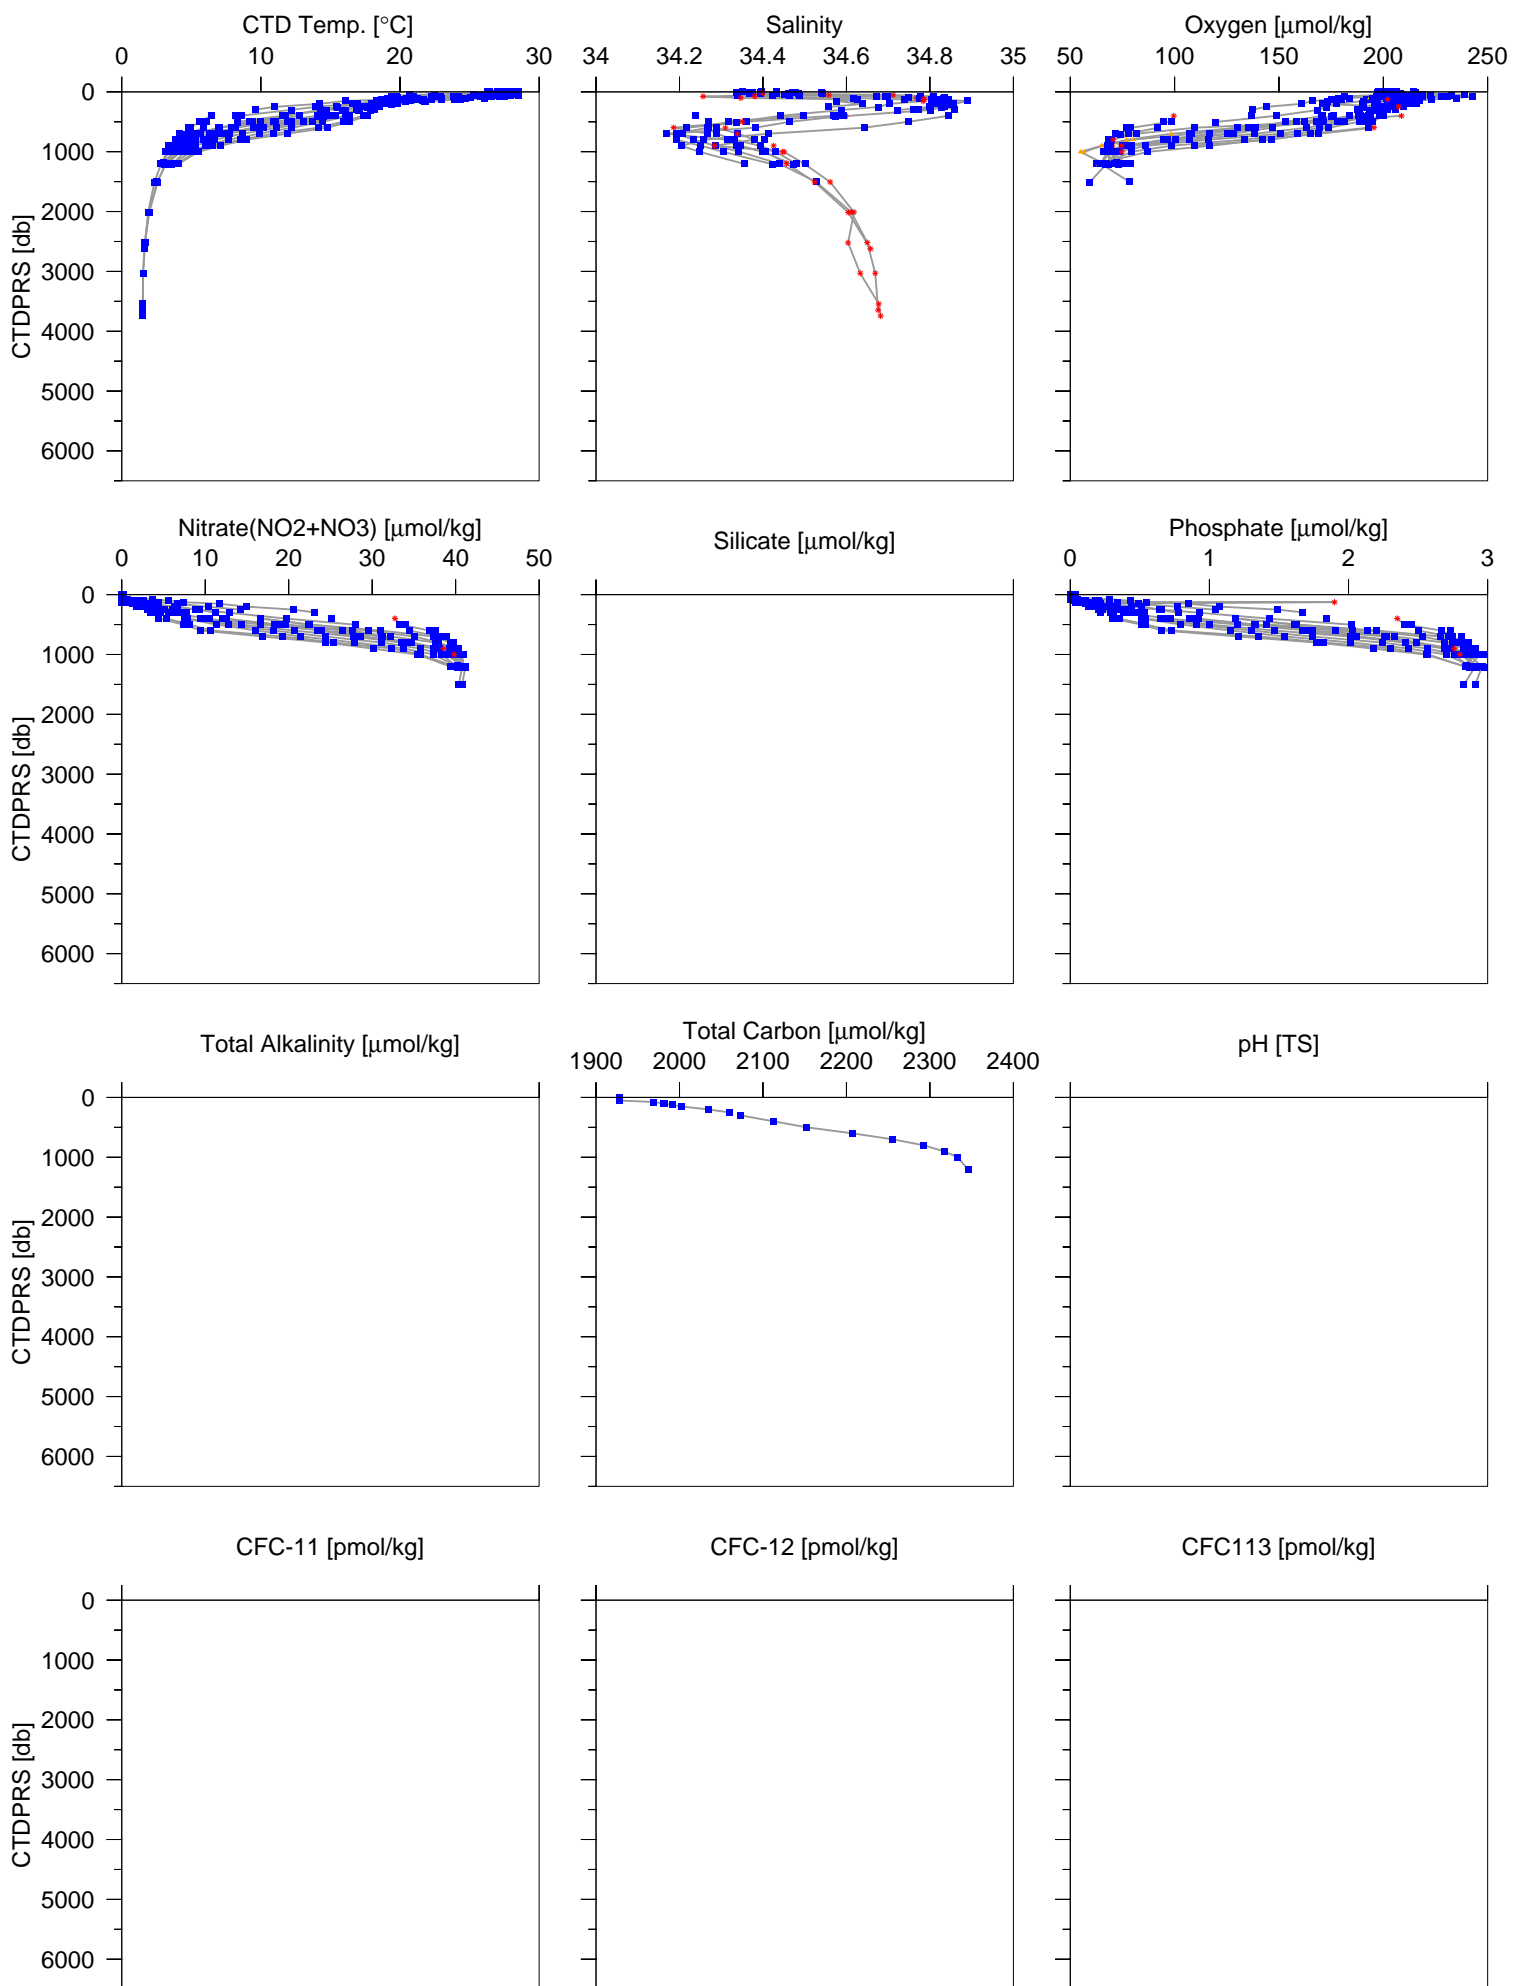 CTD Temp. [°C]
Salinity
Oxygen [μmol/kg]
0 10 20 30
34 34.2 34.4 34.6 34.8 35
50 100 150 200 250
0
1000
2000
3000
4000
5000
6000
CTDPRS [db]
Nitrate(NO2+NO3) [μmol/kg]
Silicate [μmol/kg]
Phosphate [μmol/kg]
0 10 20 30 40 50
0 1 2 3
0
1000
2000
3000
4000
5000
6000
CTDPRS [db]
Total Alkalinity [μmol/kg]
Total Carbon [μmol/kg]
pH [TS]
1900 2000 2100 2200 2300 2400
0
1000
2000
3000
4000
5000
6000
CTDPRS [db]
CFC-11 [pmol/kg]
CFC-12 [pmol/kg]
CFC113 [pmol/kg]
0
1000
2000
3000
4000
5000
6000
CTDPRS [db]